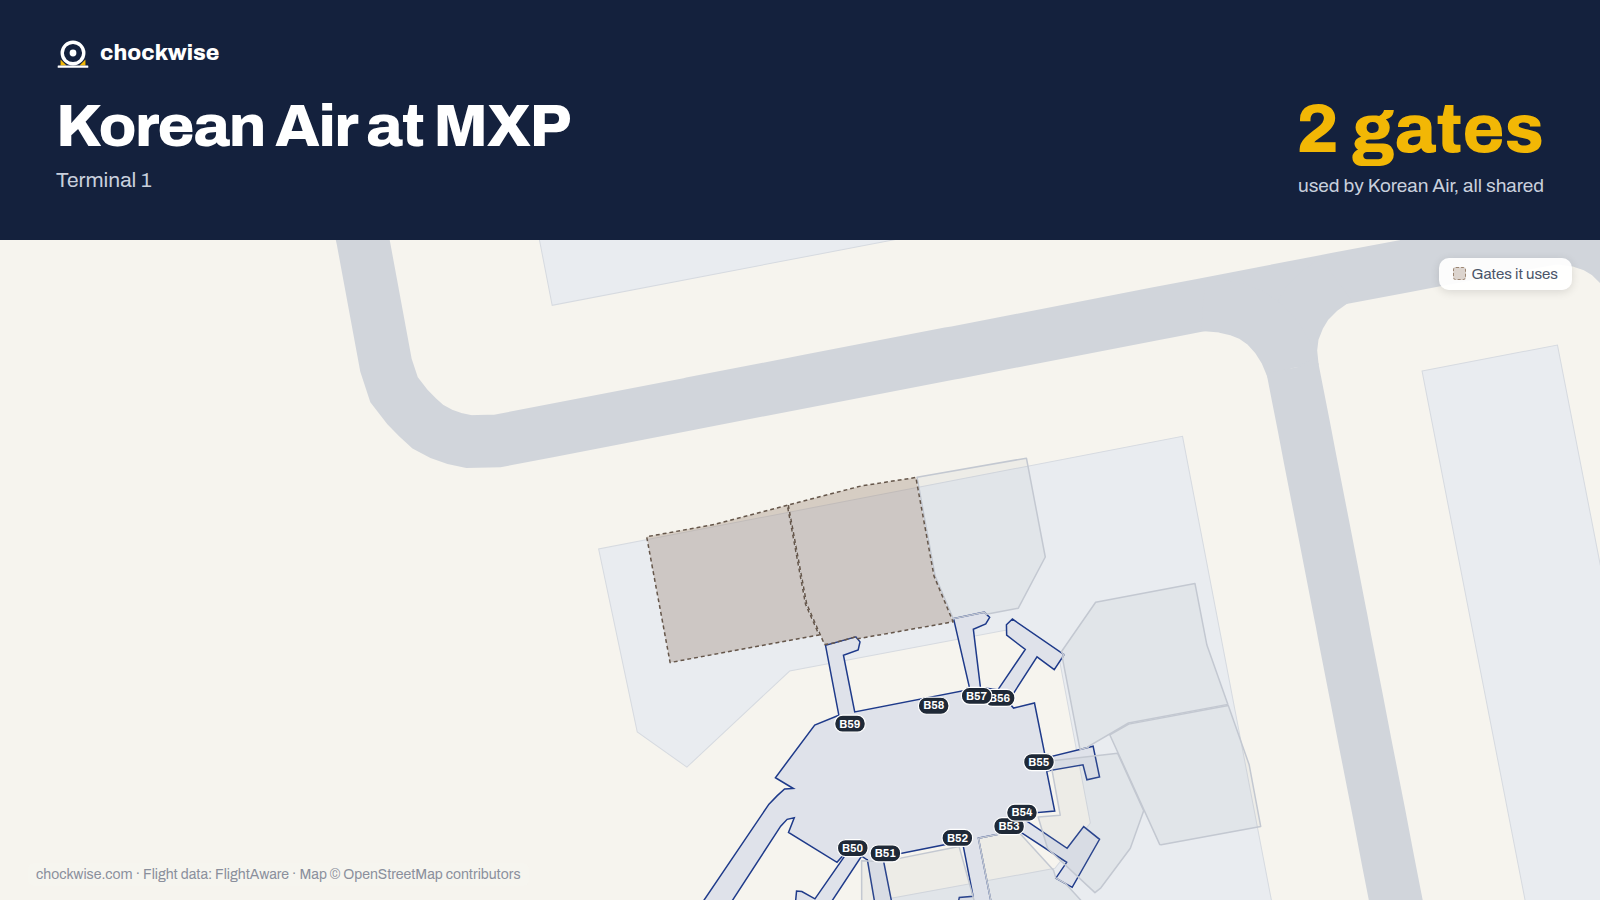 chockwise
Korean Air at MXP
Terminal 1
2 gates
used by Korean Air, all shared
Gates it uses
B57
B56
B58
B59
B55
B54
B53
B52
B50
B51
chockwise.com · Flight data: FlightAware · Map © OpenStreetMap contributors